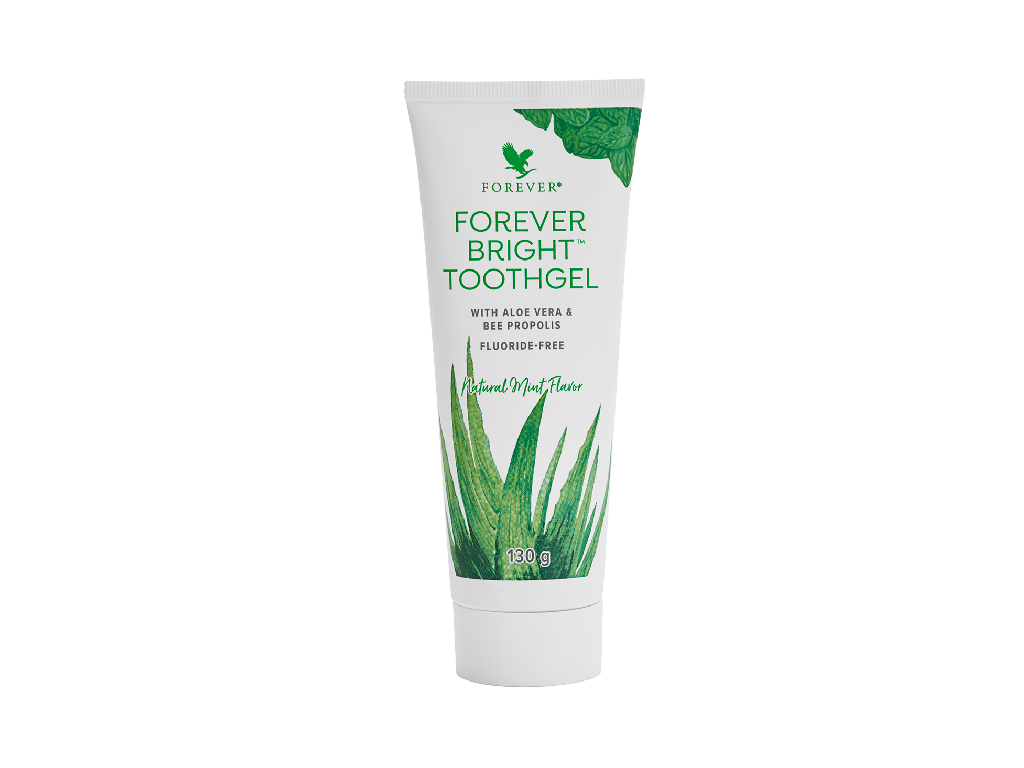 FOREVER®
FOREVER
BRIGHT™
TOOTHGEL
WITH ALOE VERA &
BEE PROPOLIS
FLUORIDE-FREE
Natural Mint Flavor
130 g